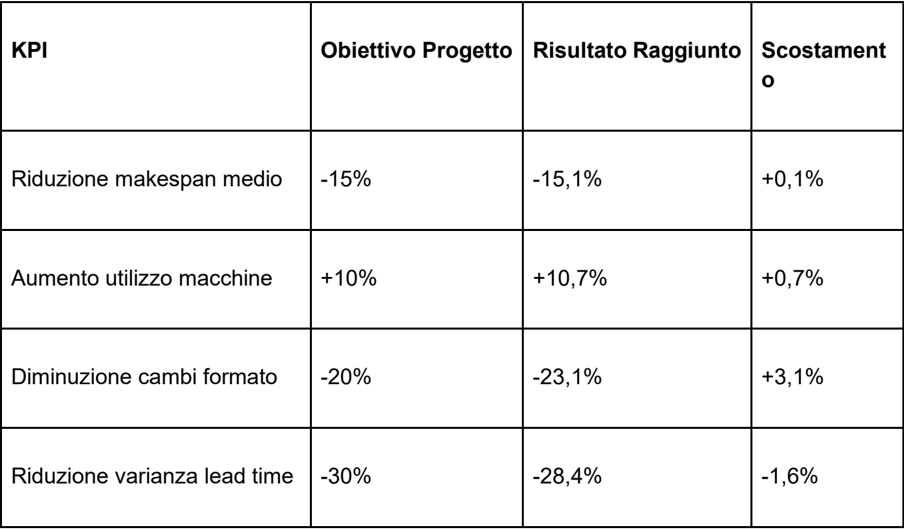 KPI Obiettivo Progetto Risultato Raggiunto Scostament
o
Riduzione makespan medio -15% -15,1% +0,1%
Aumento utilizzo macchine +10% +10,7% +0,7%
Diminuzione cambi formato -20% -23,1% +3,1%
Riduzione varianza lead time -30% -28,4% -1,6%